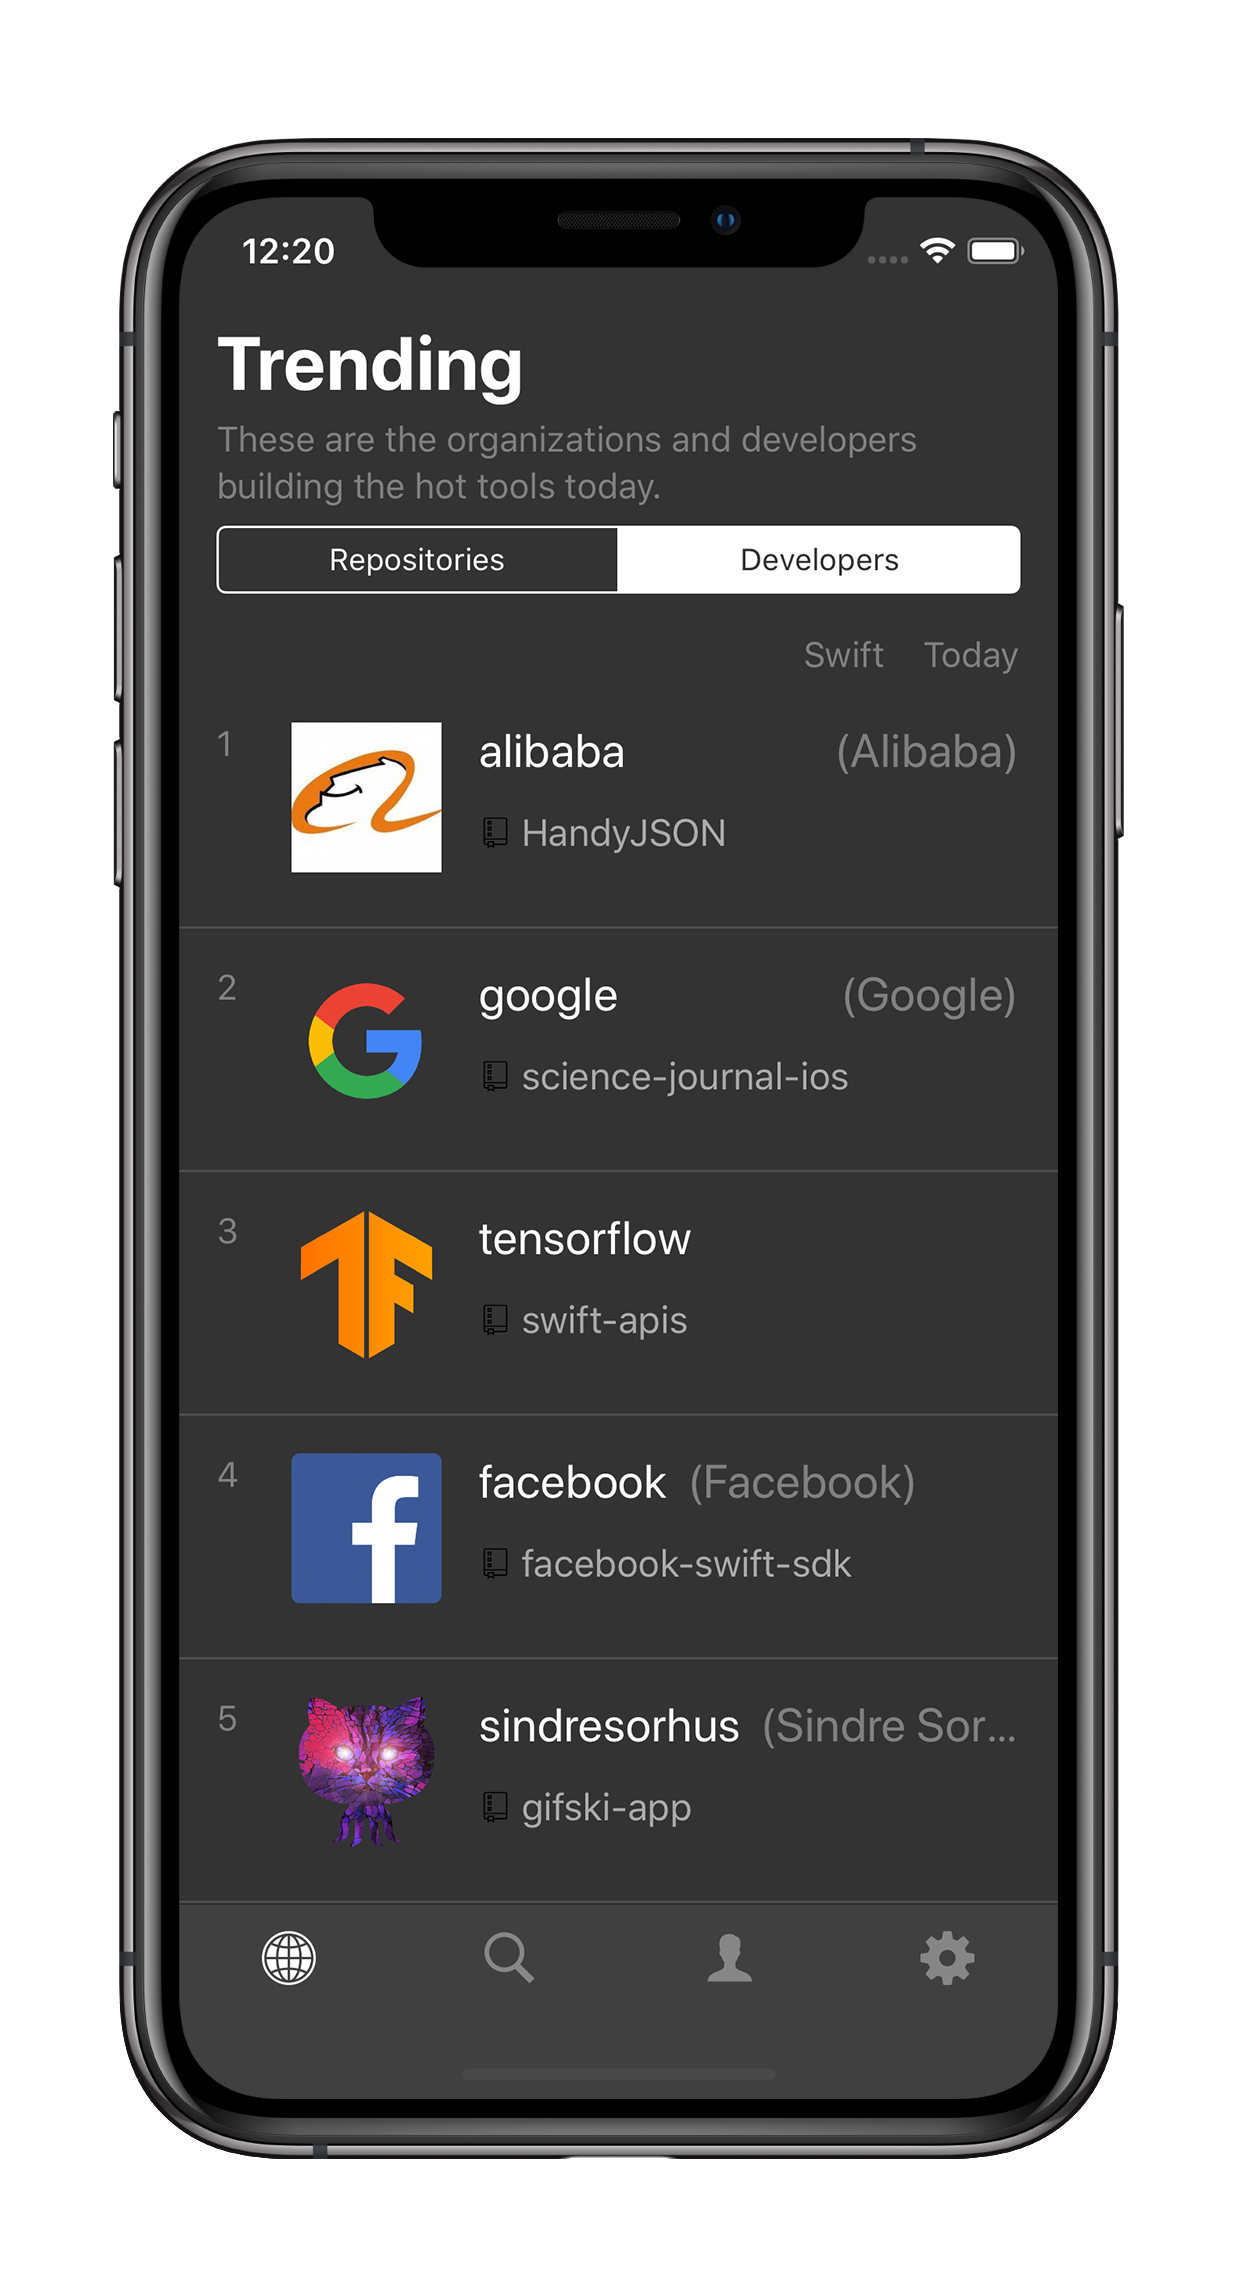 12:20
Trending
These are the organizations and developers
building the hot tools today.
Repositories Developers
Swift Today
1 alibaba (Alibaba)
HandyJSON
2 google (Google)
science-journal-ios
3 tensorflow
swift-apis
4 facebook (Facebook)
facebook-swift-sdk
5 sindresorhus (Sindre Sor...
gifski-app